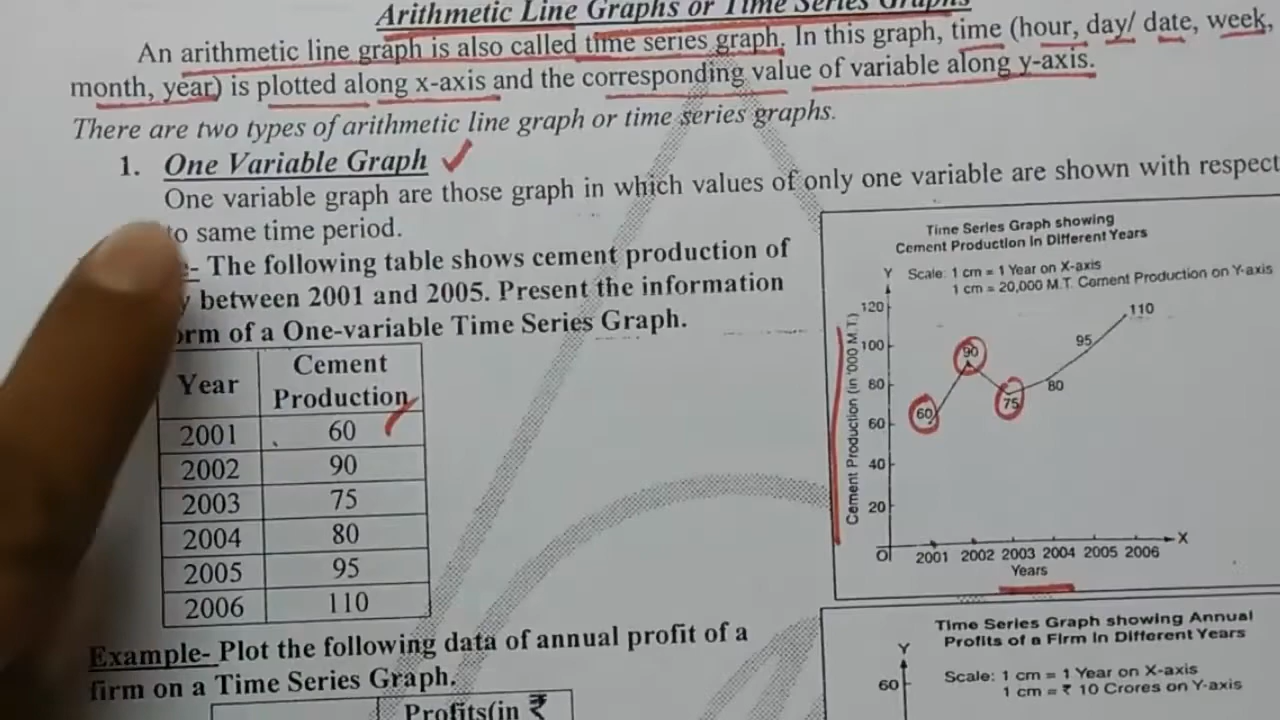 Arithmetic Line Graphs or Time Series Graphs
An arithmetic line graph is also called time series graph. In this graph, time (hour, day/ date, week,
month, year) is plotted along x-axis and the corresponding value of variable along y-axis.
There are two types of arithmetic line graph or time series graphs.
1. One Variable Graph
One variable graph are those graph in which values of only one variable are shown with respect
to same time period.
- The following table shows cement production of
between 2001 and 2005. Present the information
of a One-variable Time Series Graph.
Year Cement Production
2001 60
2002 90
2003 75
2004 80
2005 95
2006 110
Example- Plot the following data of annual profit of a
firm on a Time Series Graph.
Profits(in ₹
Time Series Graph showing
Cement Production In Different Years
Y Scale: 1 cm = 1 Year on X-axis
1 cm = 20,000 M.T. Cement Production on Y-axis
Cement Production (in '000 M.T.)
120
100
80
60
40
20
O
60
90
75
80
95
110
2001 2002 2003 2004 2005 2006 X
Years
Time Series Graph showing Annual
Profits of a Firm In Different Years
Y
Scale: 1 cm = 1 Year on X-axis
1 cm = ₹ 10 Crores on Y-axis
60